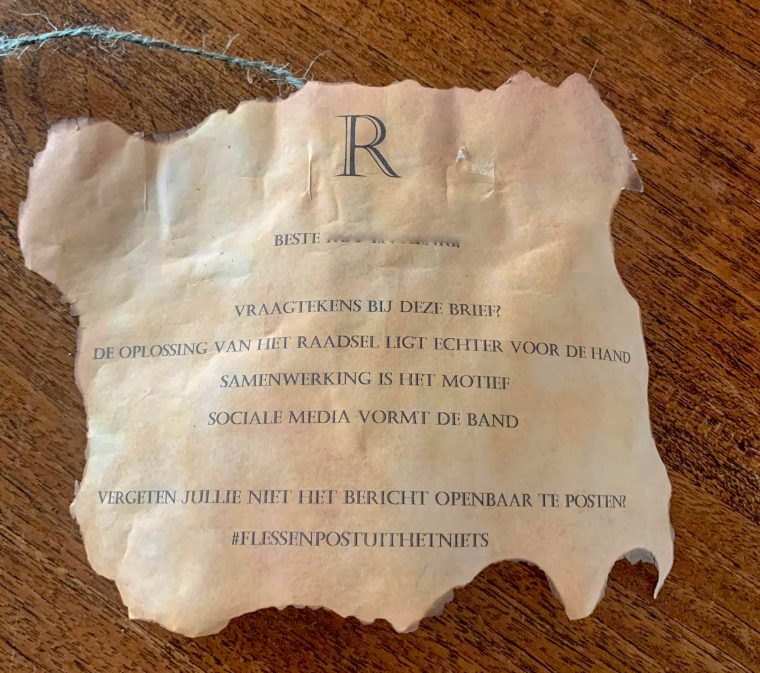 R
BESTE
VRAAGTEKENS BIJ DEZE BRIEF?
DE OPLOSSING VAN HET RAADSEL LIGT ECHTER VOOR DE HAND
SAMENWERKING IS HET MOTIEF
SOCIALE MEDIA VORMT DE BAND
VERGETEN JULLIE NIET HET BERICHT OPENBAAR TE POSTEN?
#FLESSENPOSTUITHETNIETS